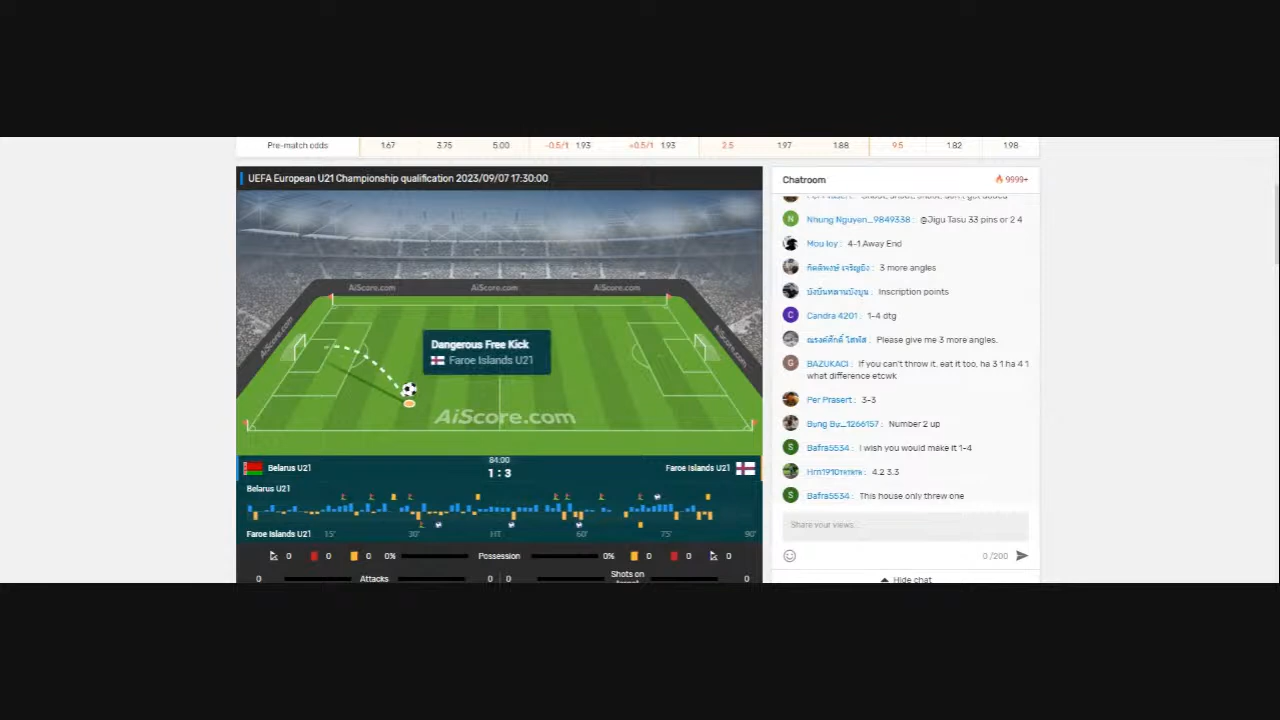 Pre-match odds 1.67 3.75 5.00 -0.5/1 1.93 +0.5/1 1.93 2.5 1.97 1.88 9.5 1.82 1.98
UEFA European U21 Championship qualification 2023/09/07 17:30:00
AiScore.com AiScore.com AiScore.com
AiScore.com
AiScore.com
Dangerous Free Kick
Faroe Islands U21
AiScore.com
84:00
Belarus U21 1 : 3 Faroe Islands U21
Belarus U21
Faroe Islands U21 15' 30' HT 60' 75' 90'
0 0 0 0% Possession 0% 0 0 0
0 Attacks 0 0 Shots on 0
Chatroom 9999+
Nhung Nguyen_9849338 : @Jigu Tasu 33 pins or 2 4
Mou loy : 4-1 Away End
3 more angles
Inscription points
Candra 4201 : 1-4 dtg
Please give me 3 more angles.
BAZUKACI : If you can't throw it, eat it too, ha 3 1 ha 4 1
what difference etcwk
Per Prasert : 3-3
Bung Bu_1266157 : Number 2 up
Bafra5534 : I wish you would make it 1-4
4.2 3.3
Bafra5534 : This house only threw one
Share your views...
0 /200
Hide chat